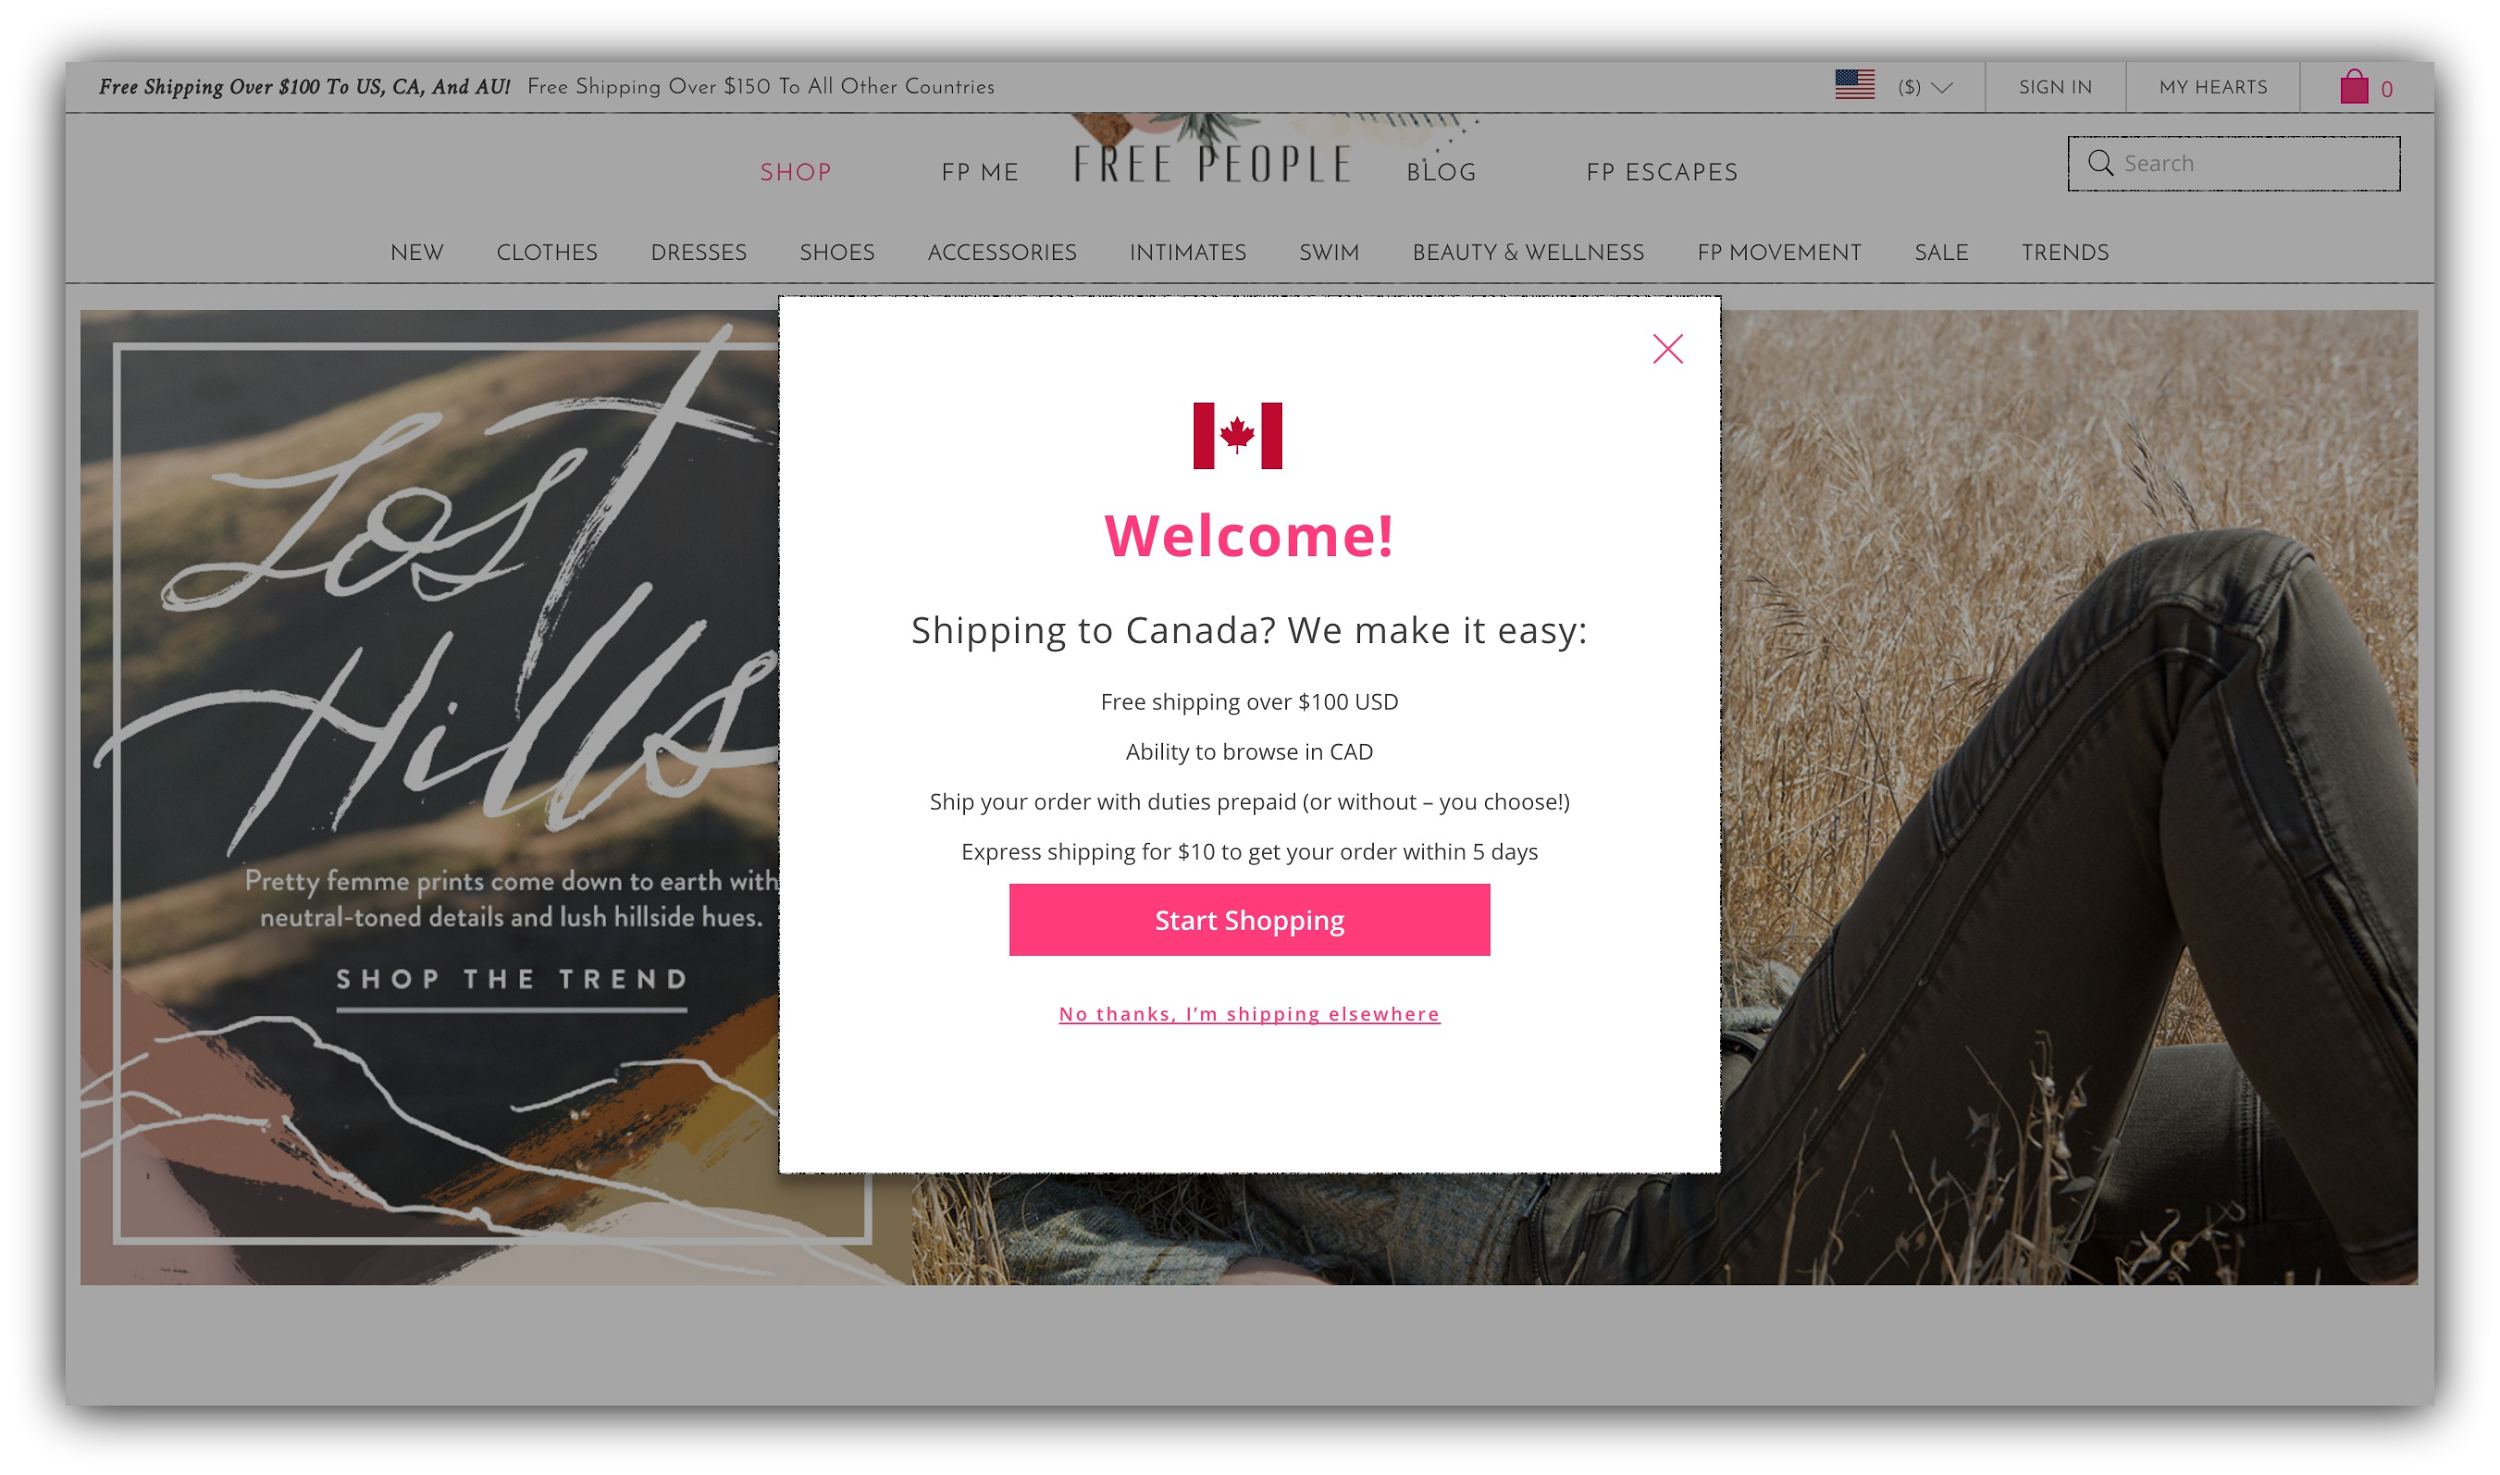 Free Shipping Over $100 To US, CA, And AU! Free Shipping Over $150 To All Other Countries
($)
SIGN IN
MY HEARTS
0
SHOP
FP ME
FREE PEOPLE
BLOG
FP ESCAPES
Search
NEW CLOTHES DRESSES SHOES ACCESSORIES INTIMATES SWIM BEAUTY & WELLNESS FP MOVEMENT SALE TRENDS
Lost
Hills
Pretty femme prints come down to earth with
neutral-toned details and lush hillside hues.
SHOP THE TREND
Welcome!
Shipping to Canada? We make it easy:
Free shipping over $100 USD
Ability to browse in CAD
Ship your order with duties prepaid (or without – you choose!)
Express shipping for $10 to get your order within 5 days
Start Shopping
No thanks, I'm shipping elsewhere